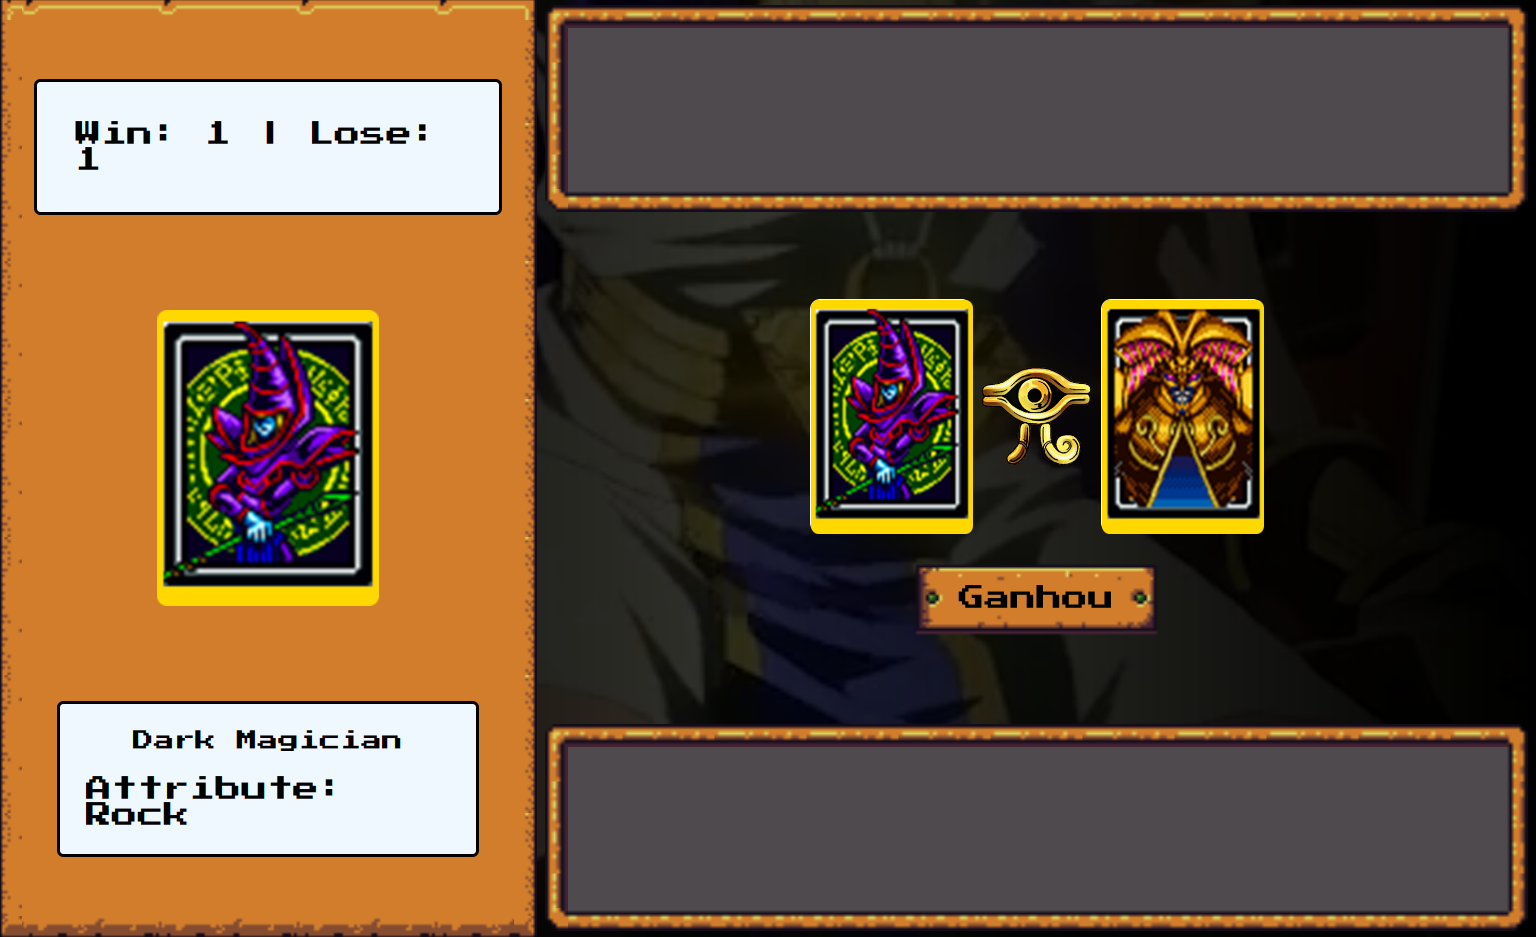 Win: 1 | Lose:
1
Ganhou
Dark Magician
Attribute:
Rock